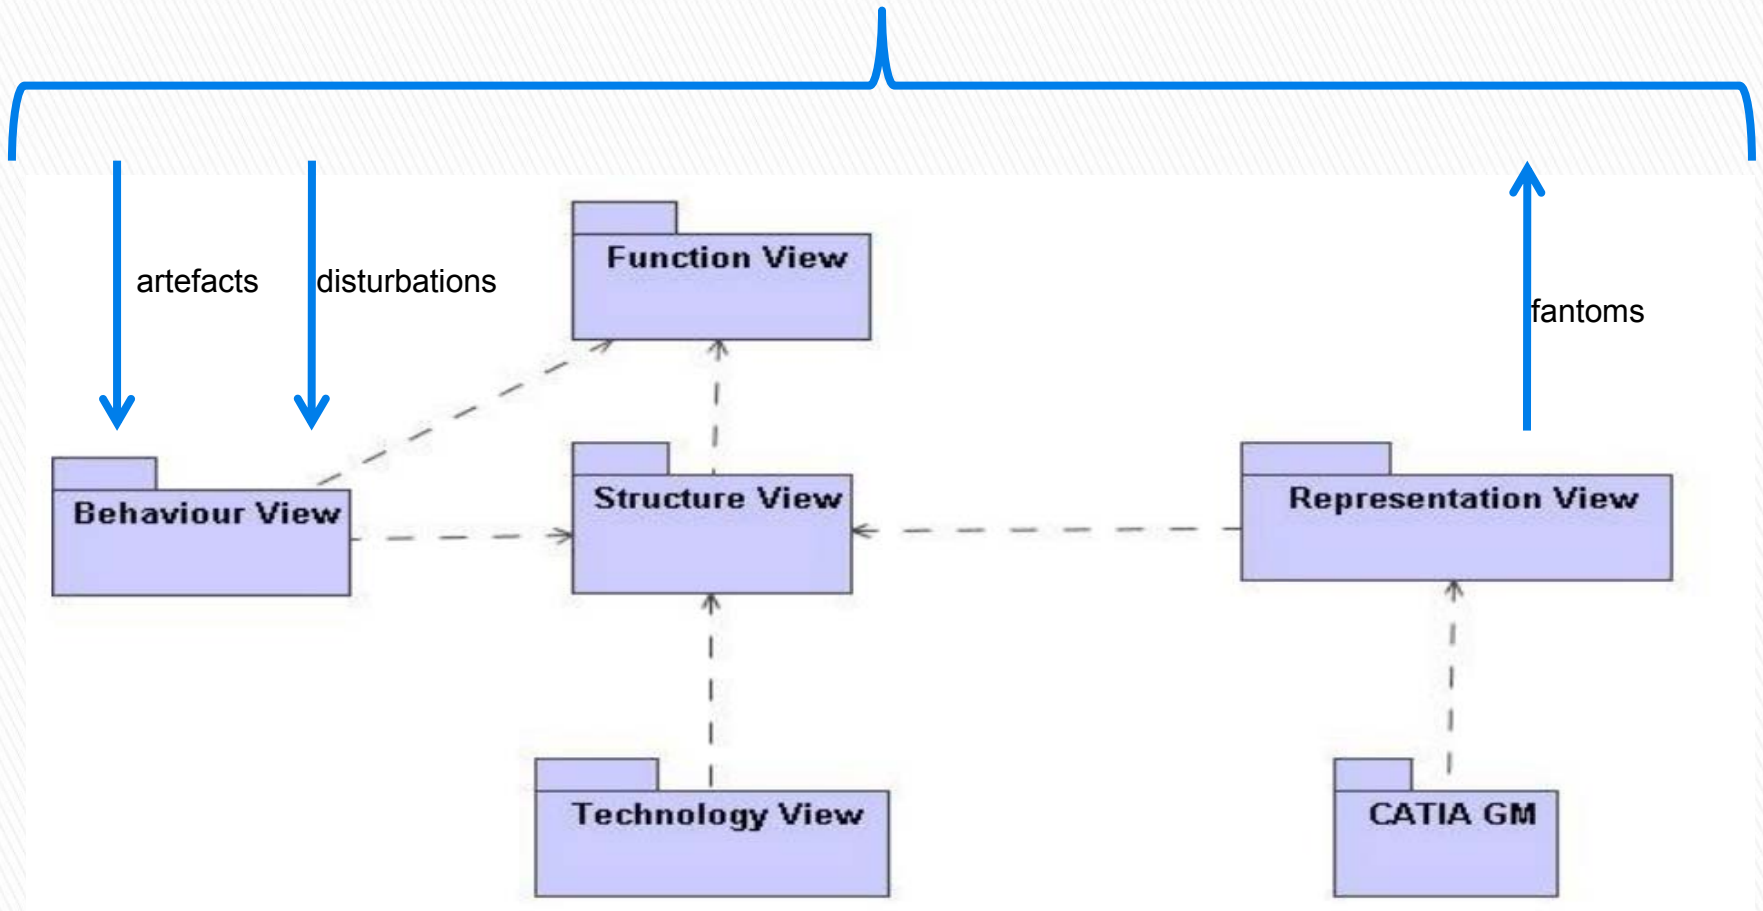 Function View
artefacts
disturbations
fantoms
Behaviour View
Structure View
Representation View
Technology View
CATIA GM